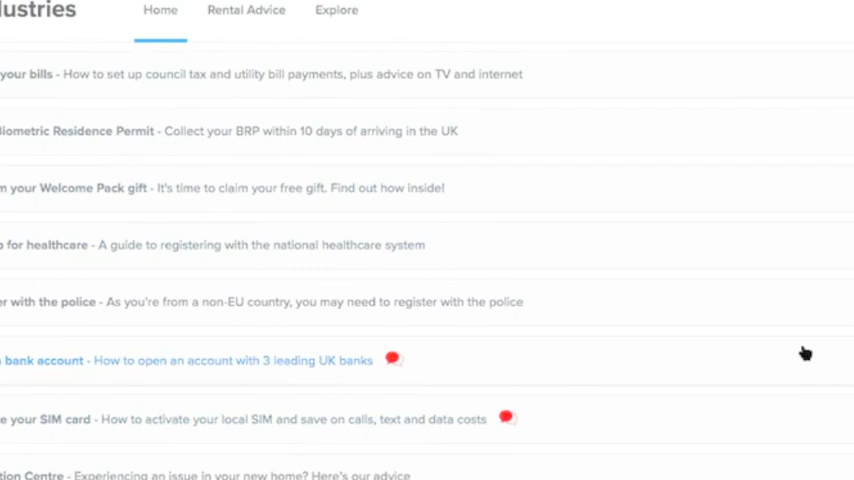 Home Rental Advice Explore
your bills - How to set up council tax and utility bill payments, plus advice on TV and internet
Biometric Residence Permit - Collect your BRP within 10 days of arriving in the UK
your Welcome Pack gift - It's time to claim your free gift. Find out how inside!
for healthcare - A guide to registering with the national healthcare system
with the police - As you're from a non-EU country, you may need to register with the police
bank account - How to open an account with 3 leading UK banks
your SIM card - How to activate your local SIM and save on calls, text and data costs
Centre - Experiencing an issue in your new home? Here's our advice